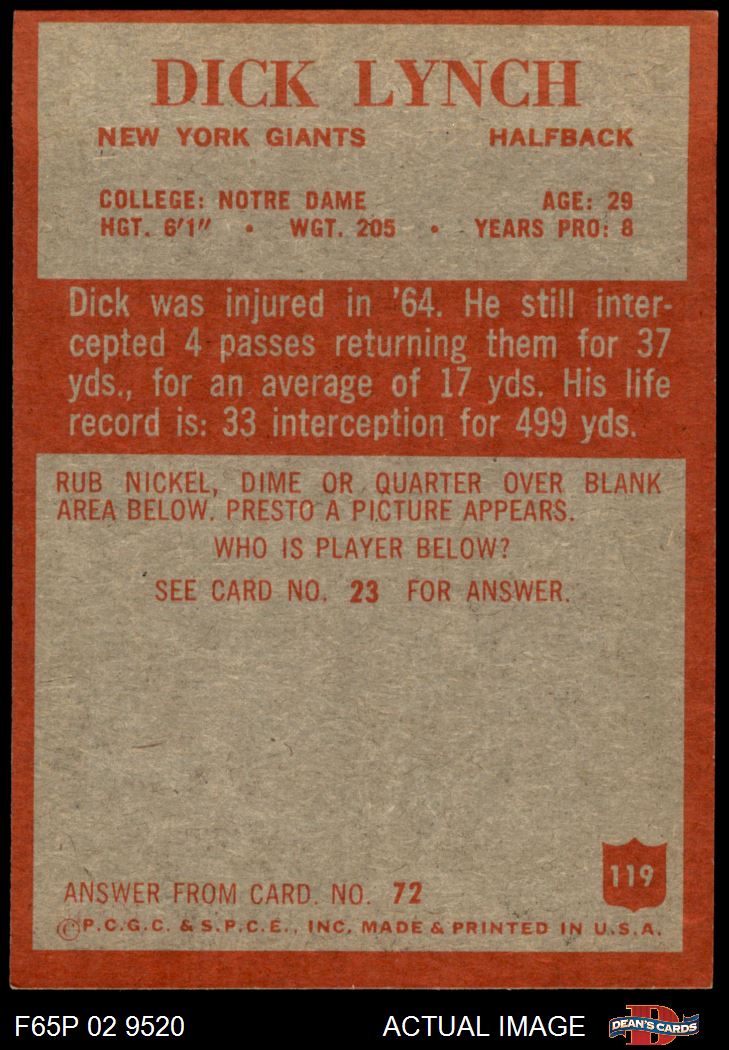 DICK LYNCH
NEW YORK GIANTS HALFBACK
COLLEGE: NOTRE DAME AGE: 29
HGT. 6'1" • WGT. 205 • YEARS PRO: 8
Dick was injured in '64. He still inter-
cepted 4 passes returning them for 37
yds., for an average of 17 yds. His life
record is: 33 interception for 499 yds.
RUB NICKEL, DIME OR QUARTER OVER BLANK
AREA BELOW. PRESTO A PICTURE APPEARS.
WHO IS PLAYER BELOW?
SEE CARD NO. 23 FOR ANSWER.
119
ANSWER FROM CARD. NO. 72
©P.C.G.C. & S.P.C.E., INC. MADE & PRINTED IN U.S.A.
F65P 02 9520 ACTUAL IMAGE D DEAN'S CARDS